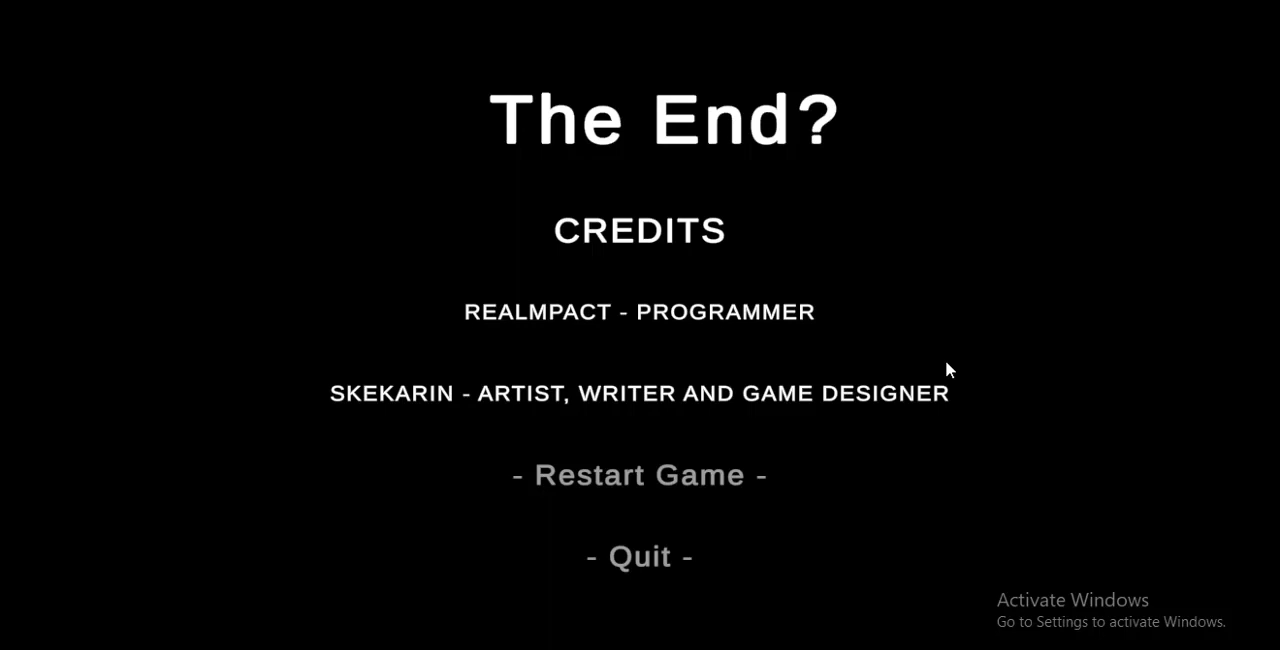 The End?
CREDITS
REALMPACT - PROGRAMMER
SKEKARIN - ARTIST, WRITER AND GAME DESIGNER
- Restart Game -
- Quit -
Activate Windows
Go to Settings to activate Windows.